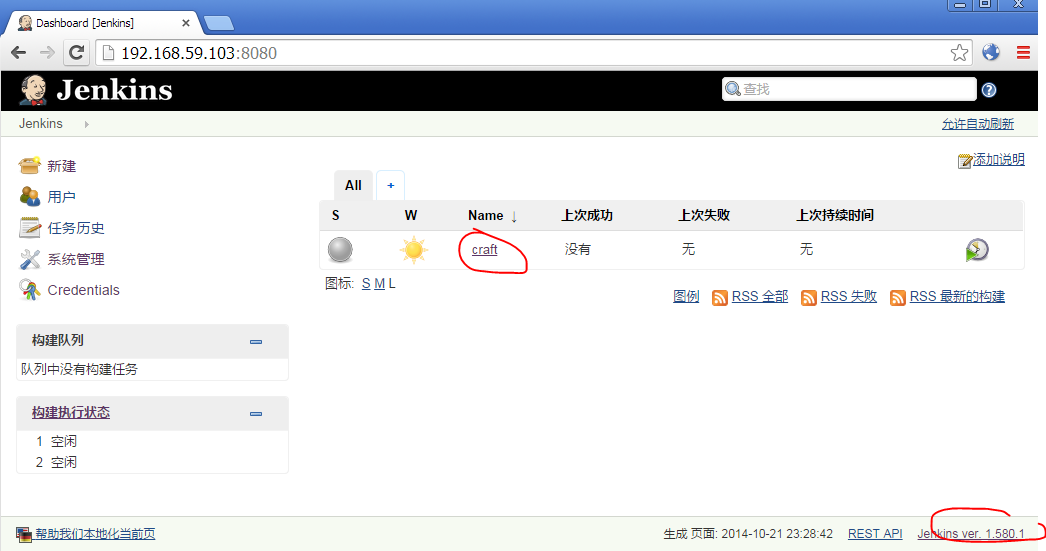 Dashboard [Jenkins]
192.168.59.103:8080
Jenkins
查找
Jenkins
允许自动刷新
添加说明
新建
用户
任务历史
系统管理
Credentials
All +
S W Name ↓ 上次成功 上次失败 上次持续时间
craft 没有 无 无
图标: S M L
图例 RSS 全部 RSS 失败 RSS 最新的构建
构建队列
队列中没有构建任务
构建执行状态
1 空闲
2 空闲
帮助我们本地化当前页
生成 页面: 2014-10-21 23:28:42 REST API Jenkins ver. 1.580.1